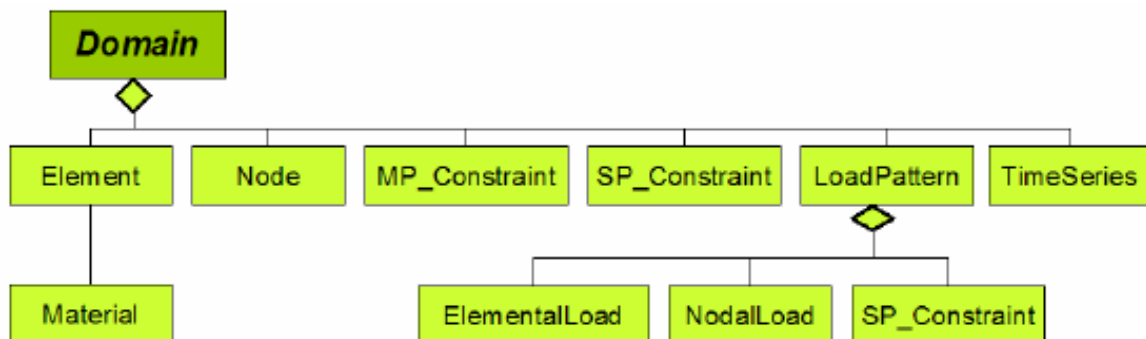 Domain
Element
Node
MP_Constraint
SP_Constraint
LoadPattern
TimeSeries
Material
ElementalLoad
NodalLoad
SP_Constraint